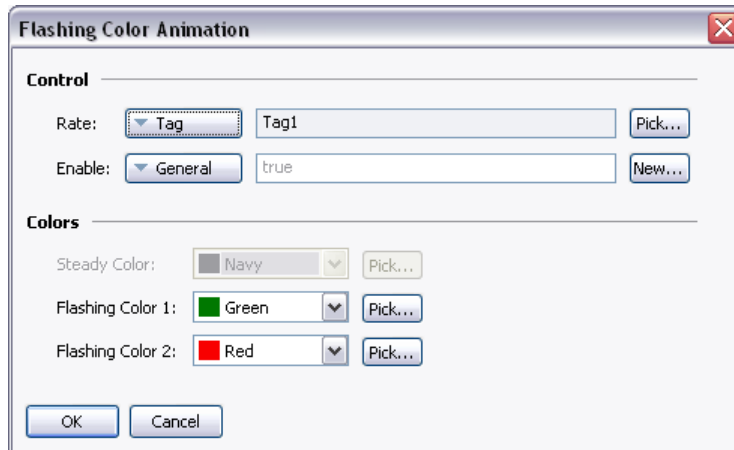 Flashing Color Animation
Control
Rate: Tag Tag1 Pick...
Enable: General true New...
Colors
Steady Color: Navy Pick...
Flashing Color 1: Green Pick...
Flashing Color 2: Red Pick...
OK Cancel